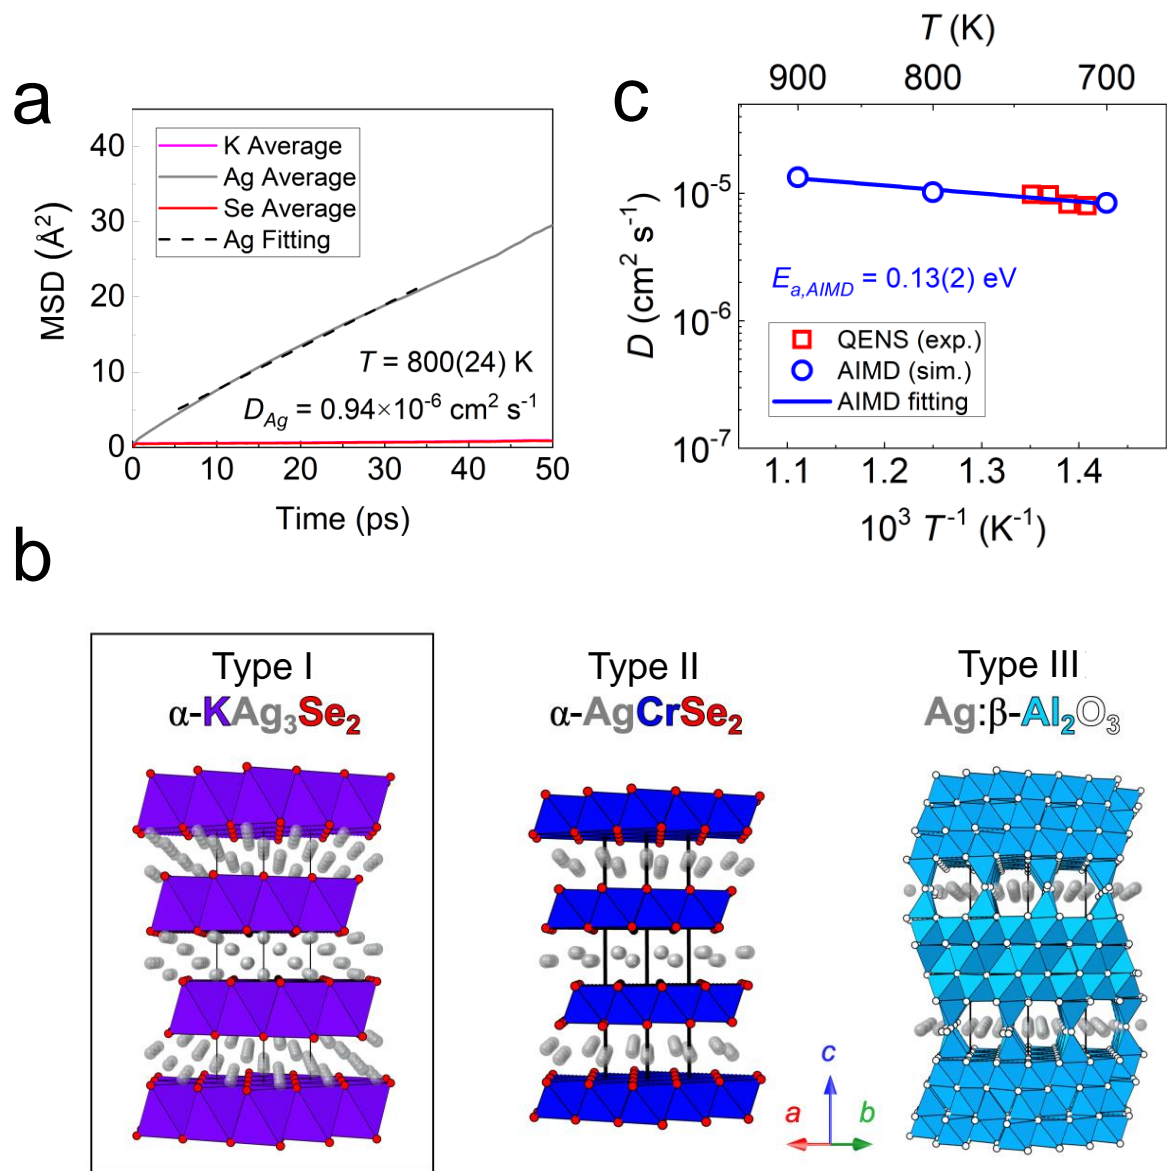 a
MSD (Å²)
40
30
20
10
0
K Average
Ag Average
Se Average
Ag Fitting
T = 800(24) K
D_Ag = 0.94×10⁻⁶ cm² s⁻¹
0 10 20 30 40 50
Time (ps)
c
T (K)
900 800 700
D (cm² s⁻¹)
10⁻⁵
10⁻⁶
10⁻⁷
E_a,AIMD = 0.13(2) eV
QENS (exp.)
AIMD (sim.)
AIMD fitting
1.1 1.2 1.3 1.4
10³ T⁻¹ (K⁻¹)
b
Type I
α-KAg₃Se₂
Type II
α-AgCrSe₂
Type III
Ag:β-Al₂O₃
c
a b